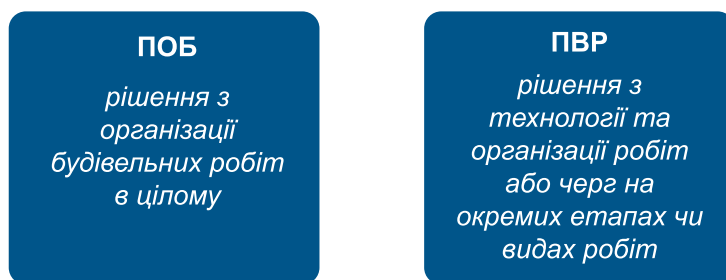 ПОБ
рішення з
організації
будівельних робіт
в цілому
ПВР
рішення з
технології та
організації робіт
або черг на
окремих етапах чи
видах робіт